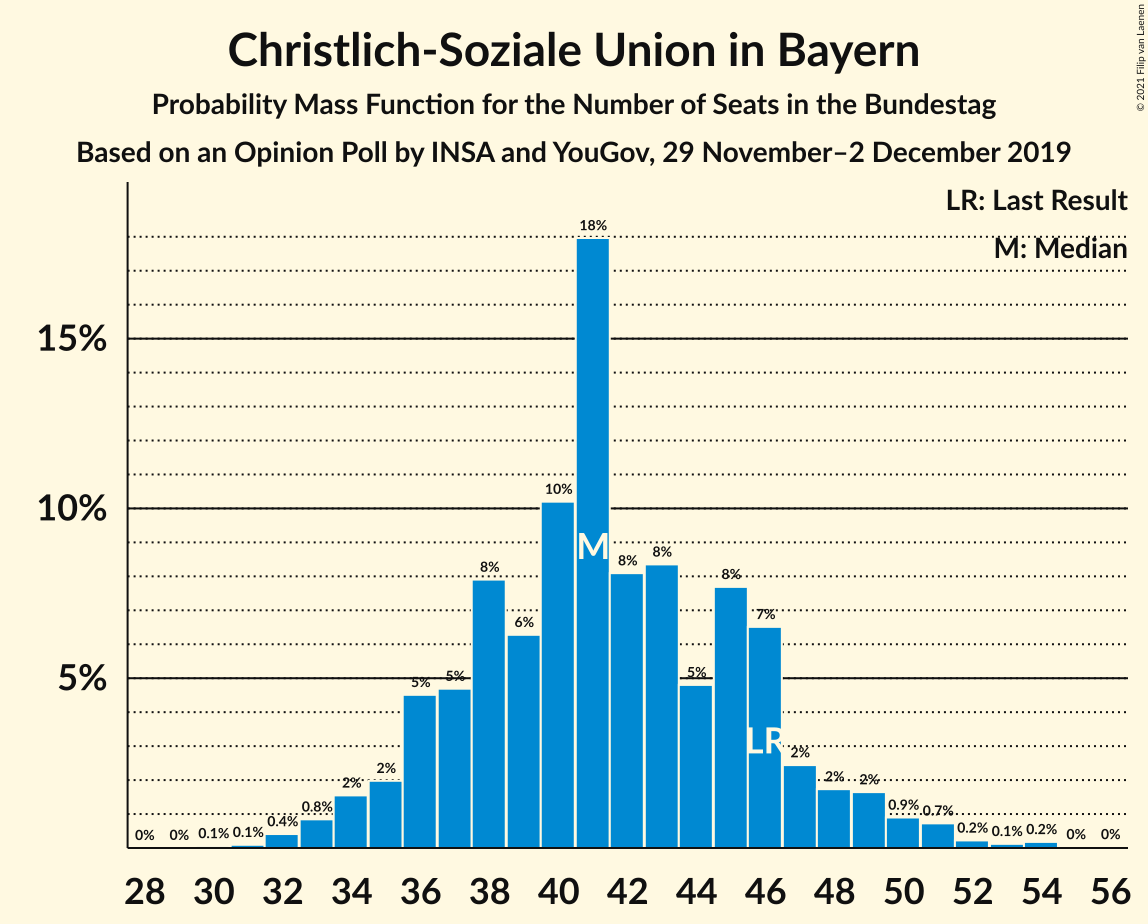 Christlich-Soziale Union in Bayern
Probability Mass Function for the Number of Seats in the Bundestag
Based on an Opinion Poll by INSA and YouGov, 29 November–2 December 2019
© 2021 Filip van Laenen
LR: Last Result
M: Median
15%
10%
5%
0% 0% 0.1% 0.1% 0.4% 0.8% 2% 2% 5% 5% 8% 6% 10% 18% 8% 8% 5% 8% 7% 2% 2% 2% 0.9% 0.7% 0.2% 0.1% 0.2% 0% 0%
M
LR
28 30 32 34 36 38 40 42 44 46 48 50 52 54 56